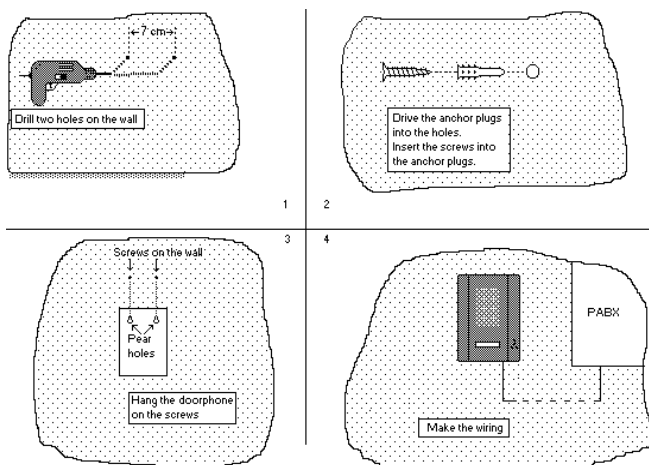 7 cm
Drill two holes on the wall
1
Drive the anchor plugs
into the holes.
Insert the screws into
the anchor plugs.
2
3
Screws on the wall
Pear
holes
Hang the doorphone
on the screws
4
PABX
Make the wiring